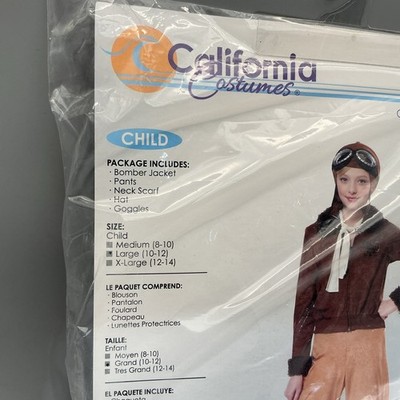 California
Costumes®
CHILD
PACKAGE INCLUDES:
· Bomber Jacket
· Pants
· Neck Scarf
· Hat
· Goggles
SIZE:
Child
Medium (8-10)
Large (10-12)
X-Large (12-14)
LE PAQUET COMPREND:
· Blouson
· Pantalon
· Foulard
· Chapeau
· Lunettes Protectrices
TAILLE:
Enfant
Moyen (8-10)
Grand (10-12)
Tres Grand (12-14)
EL PAQUETE INCLUYE:
· Chaqueta